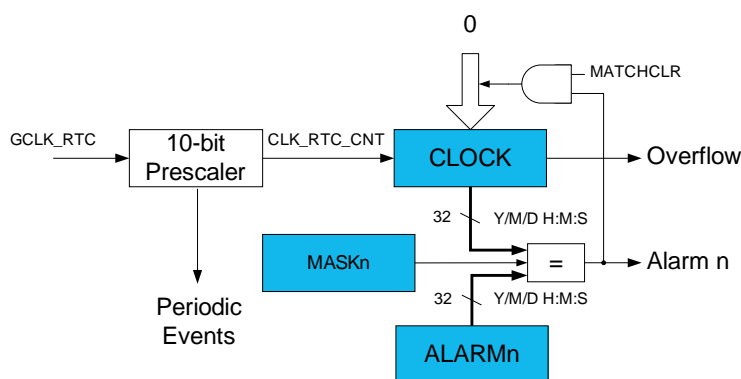 0
MATCHCLR
GCLK_RTC
10-bit
Prescaler
CLK_RTC_CNT
CLOCK
Overflow
32
Y/M/D H:M:S
MASKn
=
Alarm n
Periodic
Events
32
Y/M/D H:M:S
ALARMn